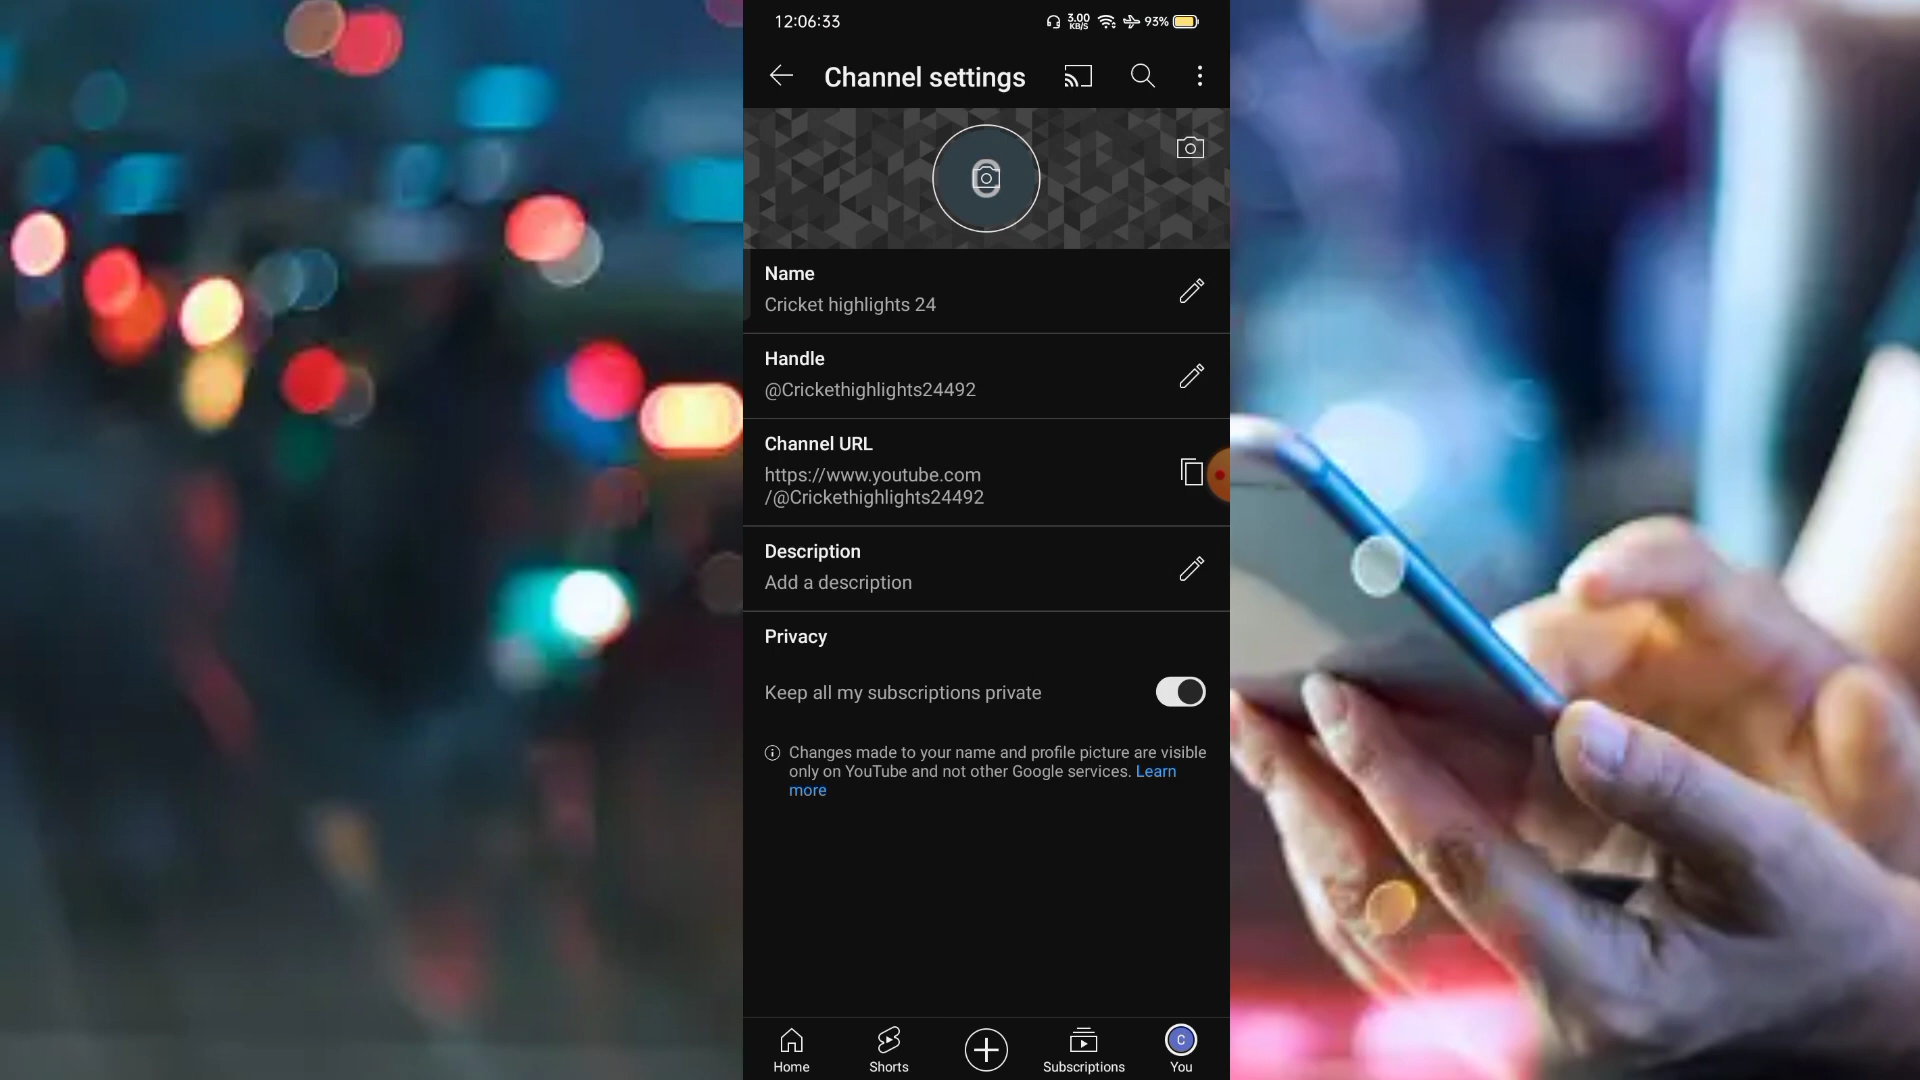 12:06:33 3.00 KB/S 93%
Channel settings
Name
Cricket highlights 24
Handle
@Crickethighlights24492
Channel URL
https://www.youtube.com
/@Crickethighlights24492
Description
Add a description
Privacy
Keep all my subscriptions private
Changes made to your name and profile picture are visible
only on YouTube and not other Google services. Learn
more
C
Home Shorts Subscriptions You